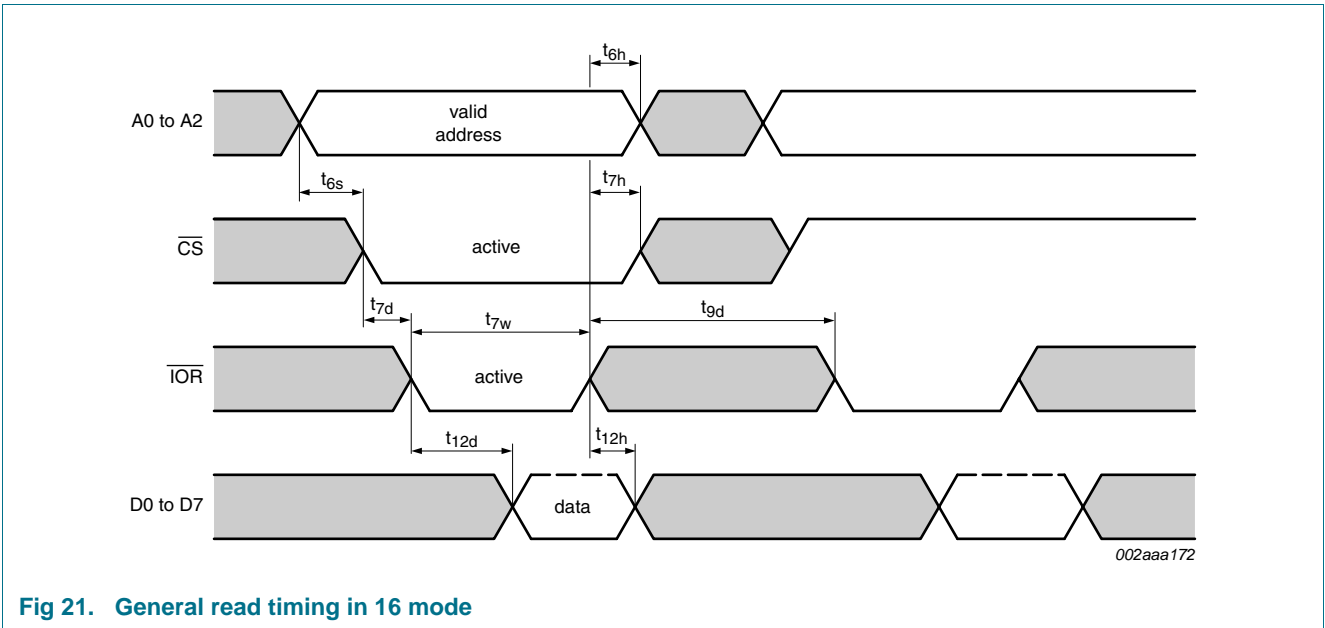 t6h
A0 to A2
valid
address
t6s
t7h
CS
active
t7d
t7w
t9d
IOR
active
t12d
t12h
D0 to D7
data
002aaa172
Fig 21. General read timing in 16 mode